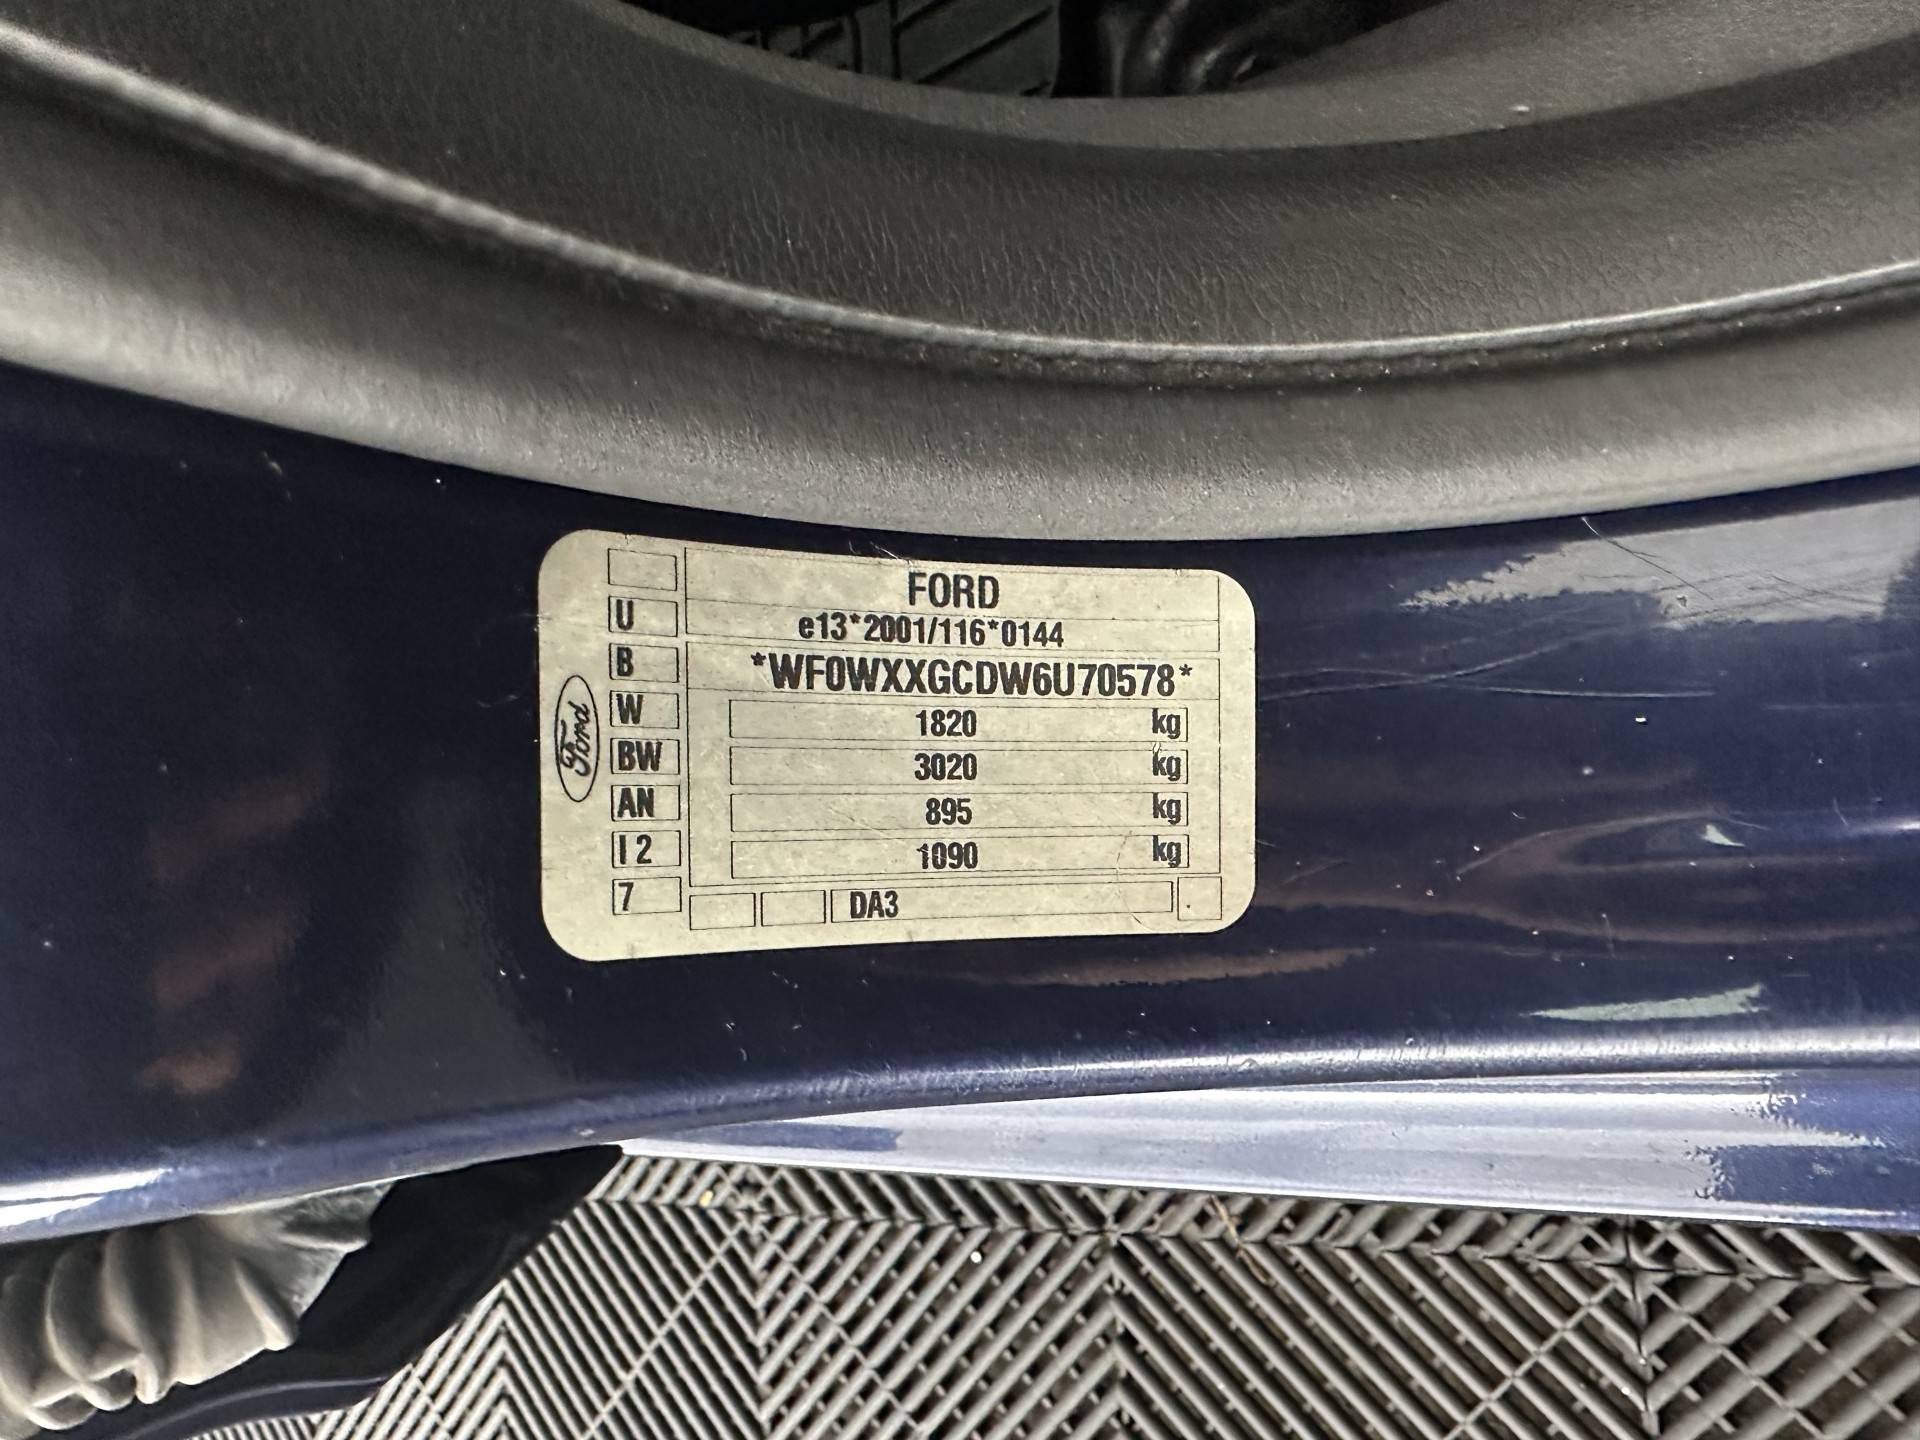 FORD
U
e13*2001/116*0144
B
*WF0WXXGCDW6U70578*
W 1820 kg
BW 3020 kg
AN 895 kg
I 2 1090 kg
7 DA3
Ford